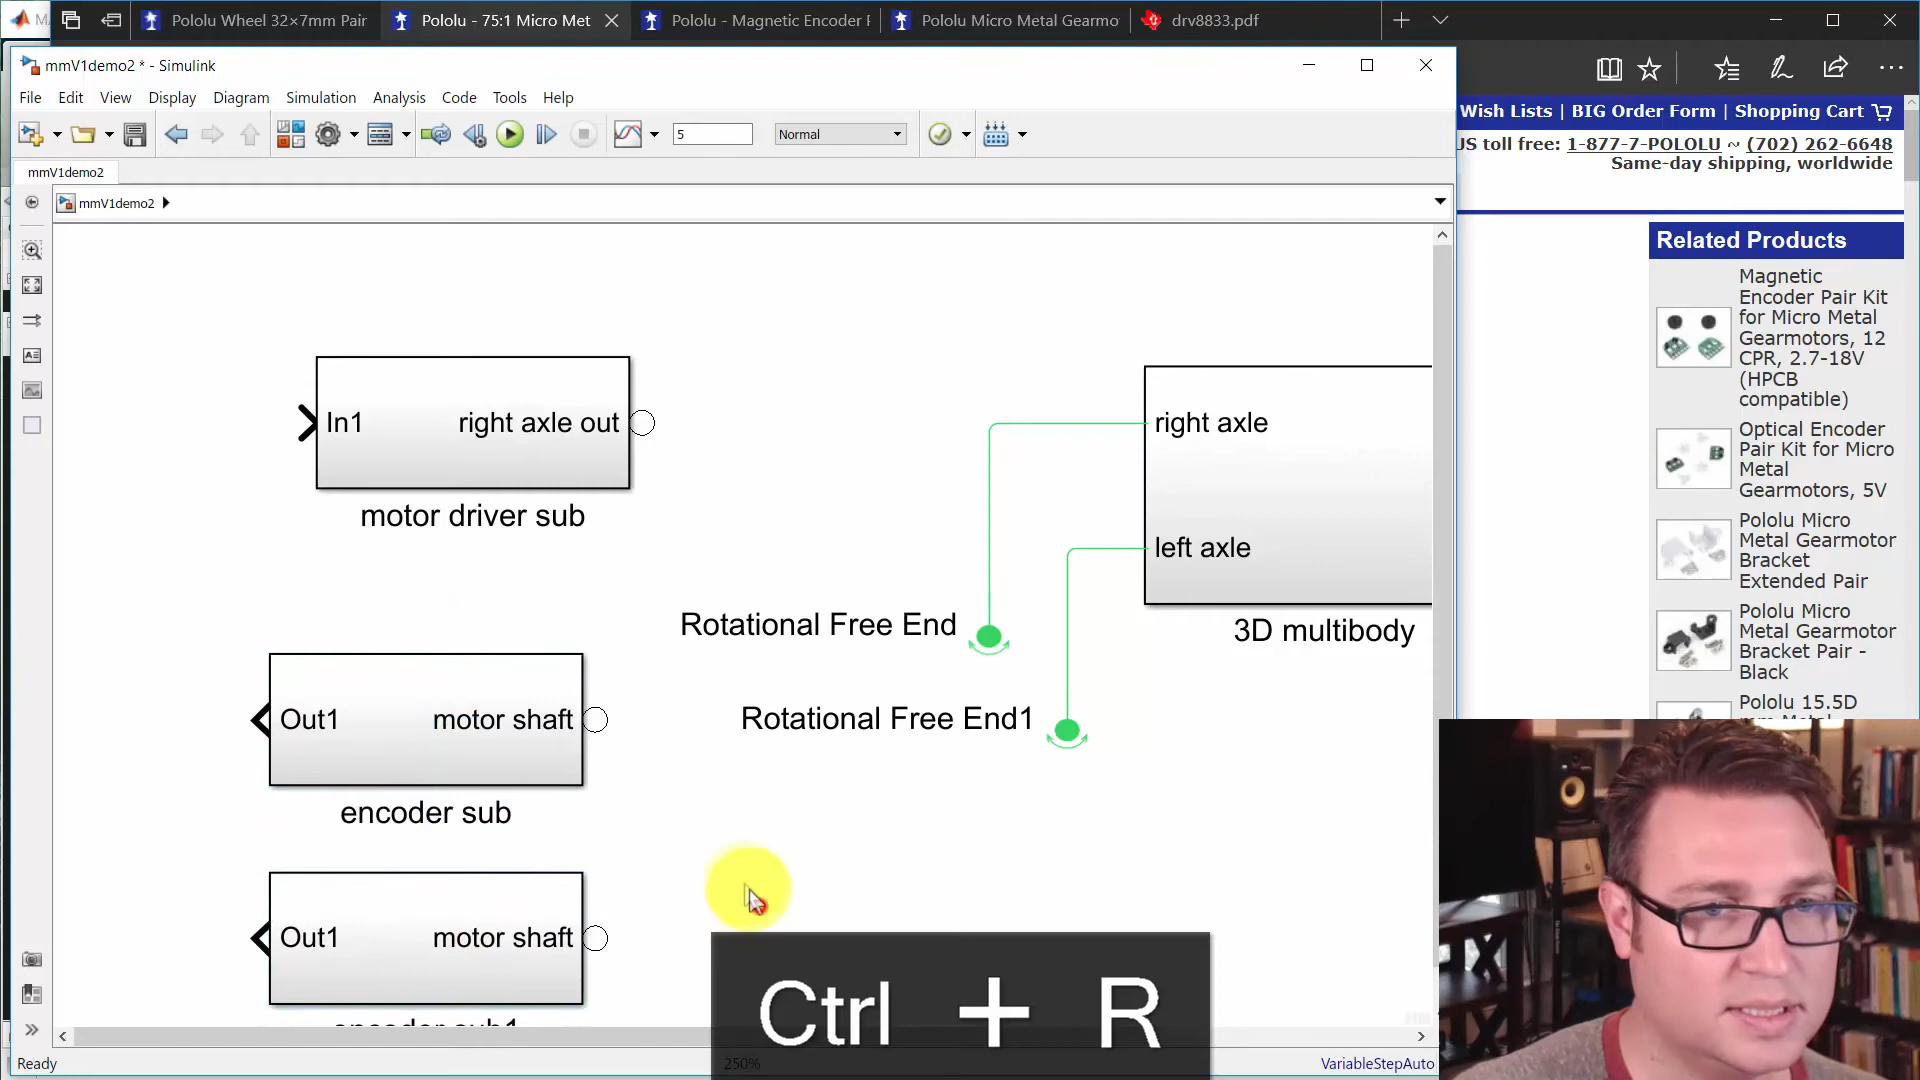 Pololu Wheel 32×7mm Pair
Pololu - 75:1 Micro Met
Pololu - Magnetic Encoder
Pololu Micro Metal Gearmo
drv8833.pdf
mmV1demo2 * - Simulink
File Edit View Display Diagram Simulation Analysis Code Tools Help
5
Normal
mmV1demo2
mmV1demo2
Wish Lists | BIG Order Form | Shopping Cart
US toll free: 1-877-7-POLOLU ~ (702) 262-6648
Same-day shipping, worldwide
Related Products
Magnetic
Encoder Pair Kit
for Micro Metal
Gearmotors, 12
CPR, 2.7-18V
(HPCB
compatible)
Optical Encoder
Pair Kit for Micro
Metal
Gearmotors, 5V
Pololu Micro
Metal Gearmotor
Bracket
Extended Pair
Pololu Micro
Metal Gearmotor
Bracket Pair -
Black
Pololu 15.5D
In1
right axle out
motor driver sub
right axle
left axle
3D multibody
Rotational Free End
Rotational Free End1
Out1
motor shaft
encoder sub
Out1
motor shaft
Ctrl + R
Ready
250%
VariableStepAuto